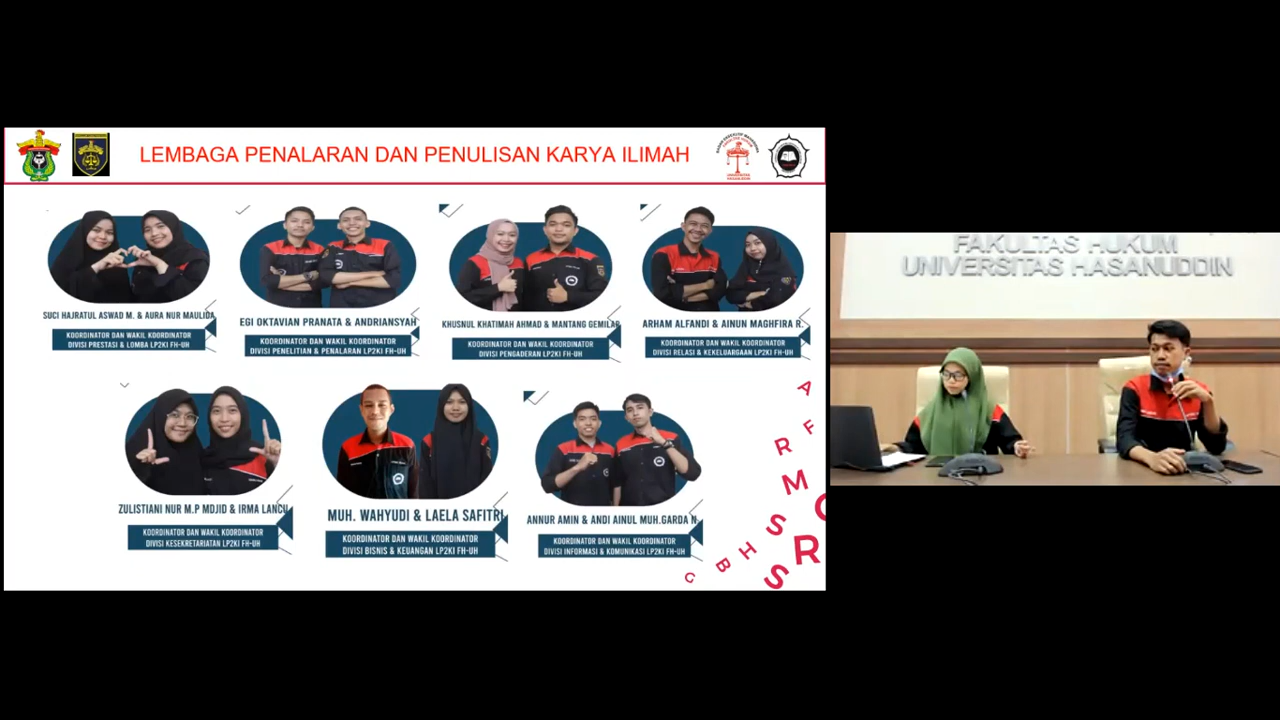 LEMBAGA PENALARAN DAN PENULISAN KARYA ILIMAH
SUCI HAJRATUL ASWAD M. & AURA NUR MAULIDA
KOORDINATOR DAN WAKIL KOORDINATOR
DIVISI PRESTASI & LOMBA LP2KI FH-UH
EGI OKTAVIAN PRANATA & ANDRIANSYAH
KOORDINATOR DAN WAKIL KOORDINATOR
DIVISI PENELITIAN & PENALARAN LP2KI FH-UH
KHUSNUL KHATIMAH AHMAD & MANTANG GEMILAR
KOORDINATOR DAN WAKIL KOORDINATOR
DIVISI PENGADERAN LP2KI FH-UH
ARHAM ALFANDI & AINUN MAGHFIRA R.
KOORDINATOR DAN WAKIL KOORDINATOR
DIVISI RELASI & KEKELUARGAAN LP2KI FH-UH
ZULISTIANI NUR M.P MDJID & IRMA LANCU
KOORDINATOR DAN WAKIL KOORDINATOR
DIVISI KESEKRETARIATAN LP2KI FH-UH
MUH. WAHYUDI & LAELA SAFITRI
KOORDINATOR DAN WAKIL KOORDINATOR
DIVISI BISNIS & KEUANGAN LP2KI FH-UH
ANNUR AMIN & ANDI AINUL MUH.GARDA N.
KOORDINATOR DAN WAKIL KOORDINATOR
DIVISI INFORMASI & KOMUNIKASI LP2KI FH-UH
A
F
R
M
S
R
H
B
S
G
FAKULTAS HUKUM
UNIVERSITAS HASANUDDIN